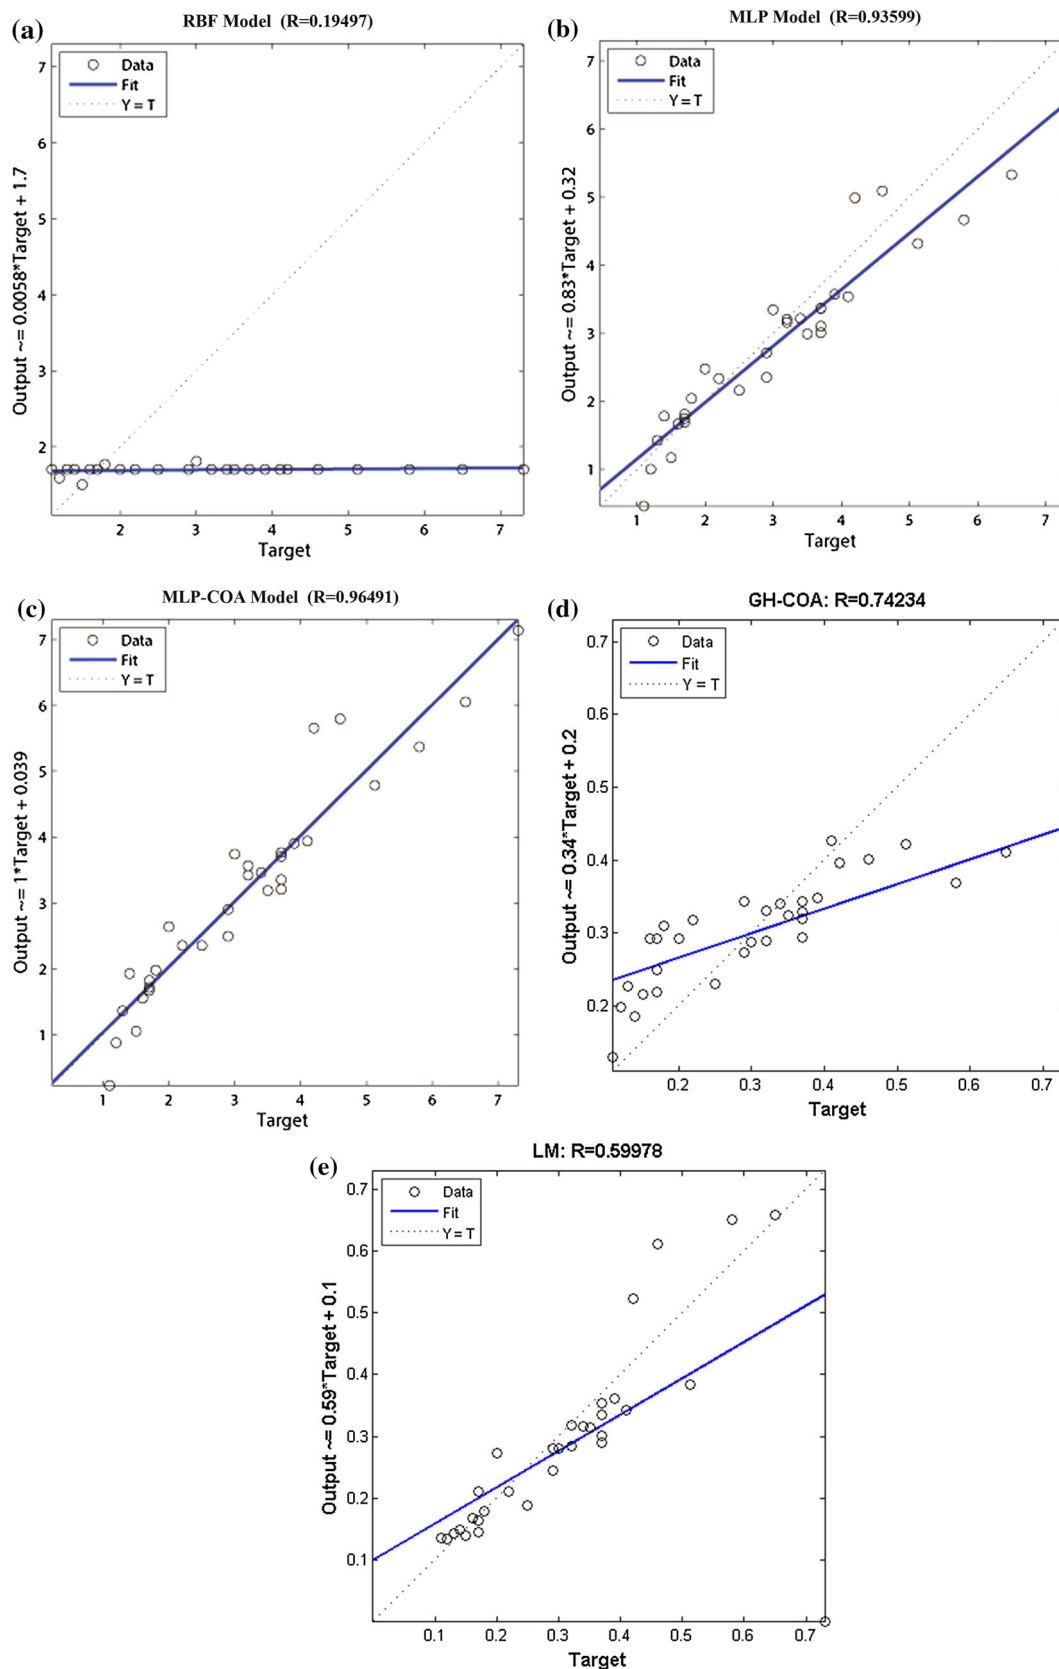 (a)
RBF Model (R=0.19497)
Data
Fit
Y = T
Output ~= 0.0058*Target + 1.7
7
6
5
4
3
2
2 3 4 5 6 7
Target
(b)
MLP Model (R=0.93599)
Data
Fit
Y = T
Output ~= 0.83*Target + 0.32
7
6
5
4
3
2
1
1 2 3 4 5 6 7
Target
(c)
MLP-COA Model (R=0.96491)
Data
Fit
Y = T
Output ~= 1*Target + 0.039
7
6
5
4
3
2
1
1 2 3 4 5 6 7
Target
(d)
GH-COA: R=0.74234
Data
Fit
Y = T
Output ~= 0.34*Target + 0.2
0.7
0.6
0.5
0.4
0.3
0.2
0.2 0.3 0.4 0.5 0.6 0.7
Target
(e)
LM: R=0.59978
Data
Fit
Y = T
Output ~= 0.59*Target + 0.1
0.7
0.6
0.5
0.4
0.3
0.2
0.1
0.1 0.2 0.3 0.4 0.5 0.6 0.7
Target